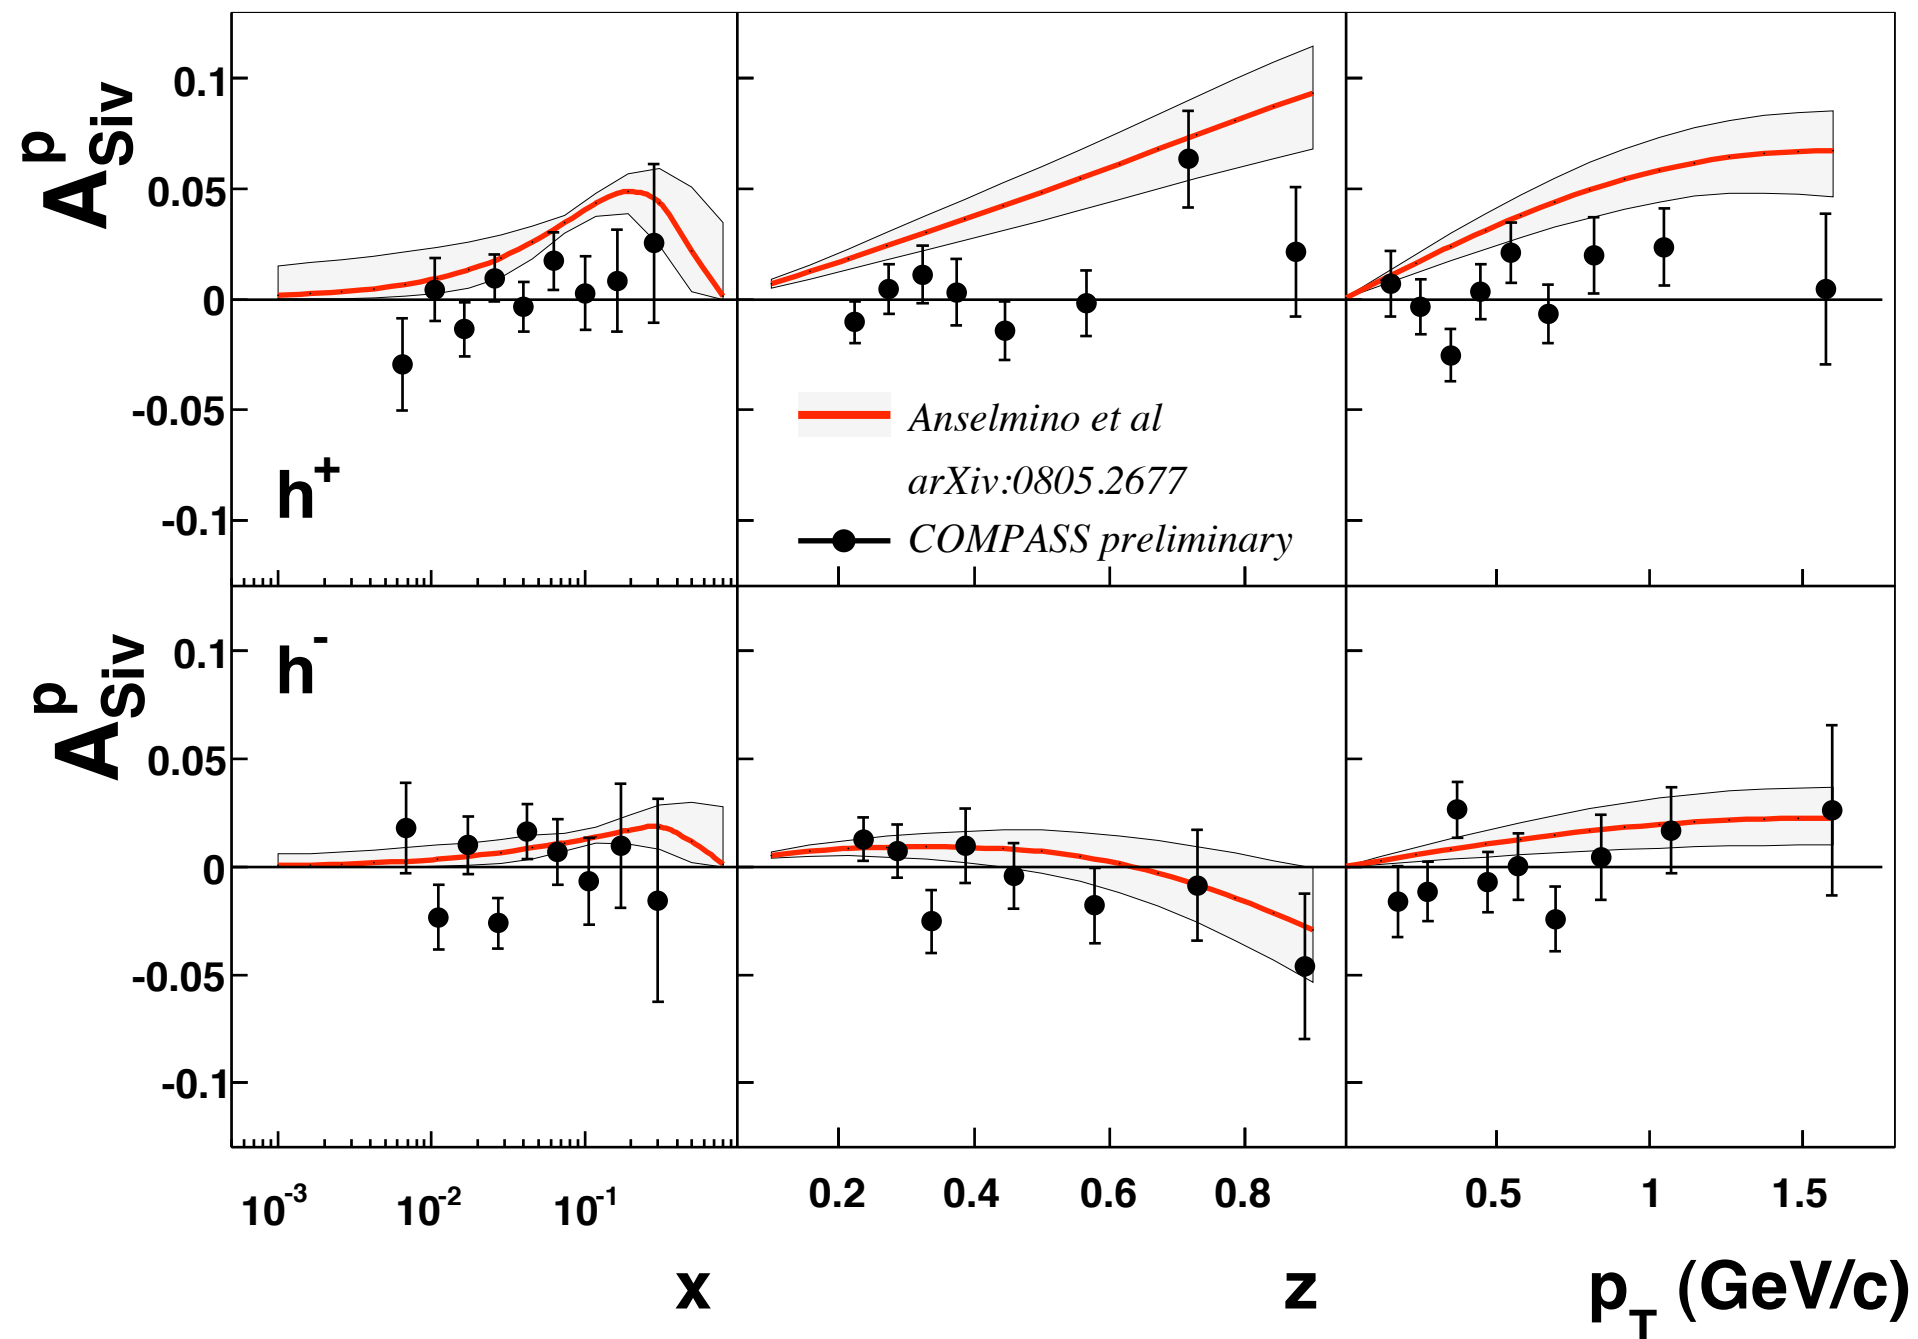 A^p_Siv
0.1
0.05
0
-0.05
-0.1
h^+
Anselmino et al
arXiv:0805.2677
COMPASS preliminary
A^p_Siv
0.1
0.05
0
-0.05
-0.1
h^-
10^-3 10^-2 10^-1 0.2 0.4 0.6 0.8 0.5 1 1.5
x z p_T (GeV/c)